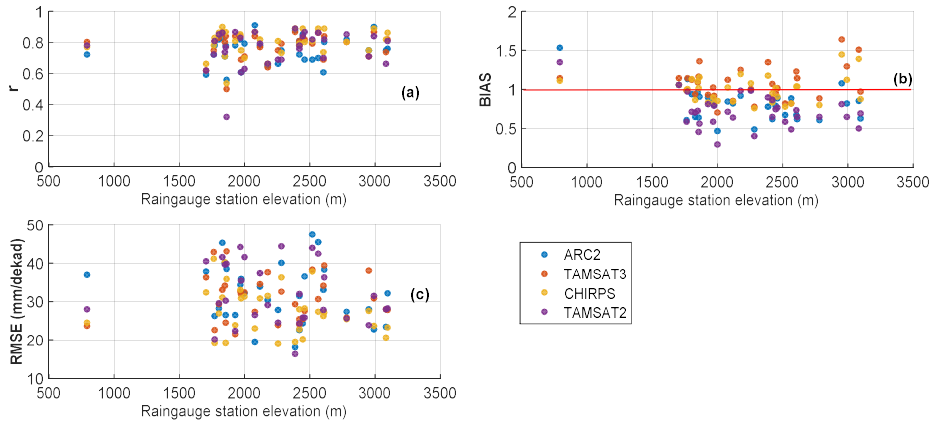 1
0.8
0.6
0.4
0.2
0
r
(a)
500 1000 1500 2000 2500 3000 3500
Raingauge station elevation (m)
2
1.5
1
0.5
0
BIAS
(b)
500 1000 1500 2000 2500 3000 3500
Raingauge station elevation (m)
50
40
30
20
10
RMSE (mm/dekad)
(c)
500 1000 1500 2000 2500 3000 3500
Raingauge station elevation (m)
ARC2
TAMSAT3
CHIRPS
TAMSAT2